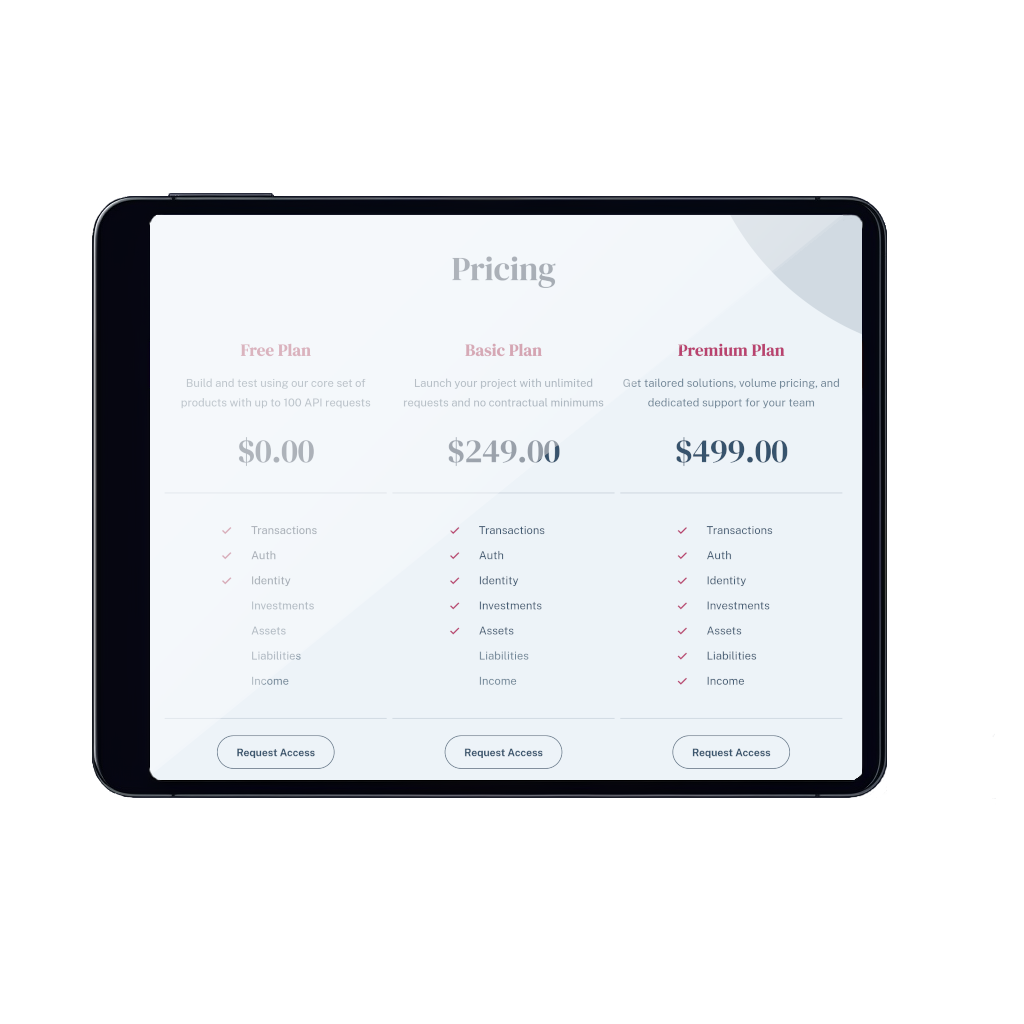 Pricing
Free Plan
Build and test using our core set of
products with up to 100 API requests
$0.00
Transactions
Auth
Identity
Investments
Assets
Liabilities
Income
Request Access
Basic Plan
Launch your project with unlimited
requests and no contractual minimums
$249.00
Transactions
Auth
Identity
Investments
Assets
Liabilities
Income
Request Access
Premium Plan
Get tailored solutions, volume pricing, and
dedicated support for your team
$499.00
Transactions
Auth
Identity
Investments
Assets
Liabilities
Income
Request Access